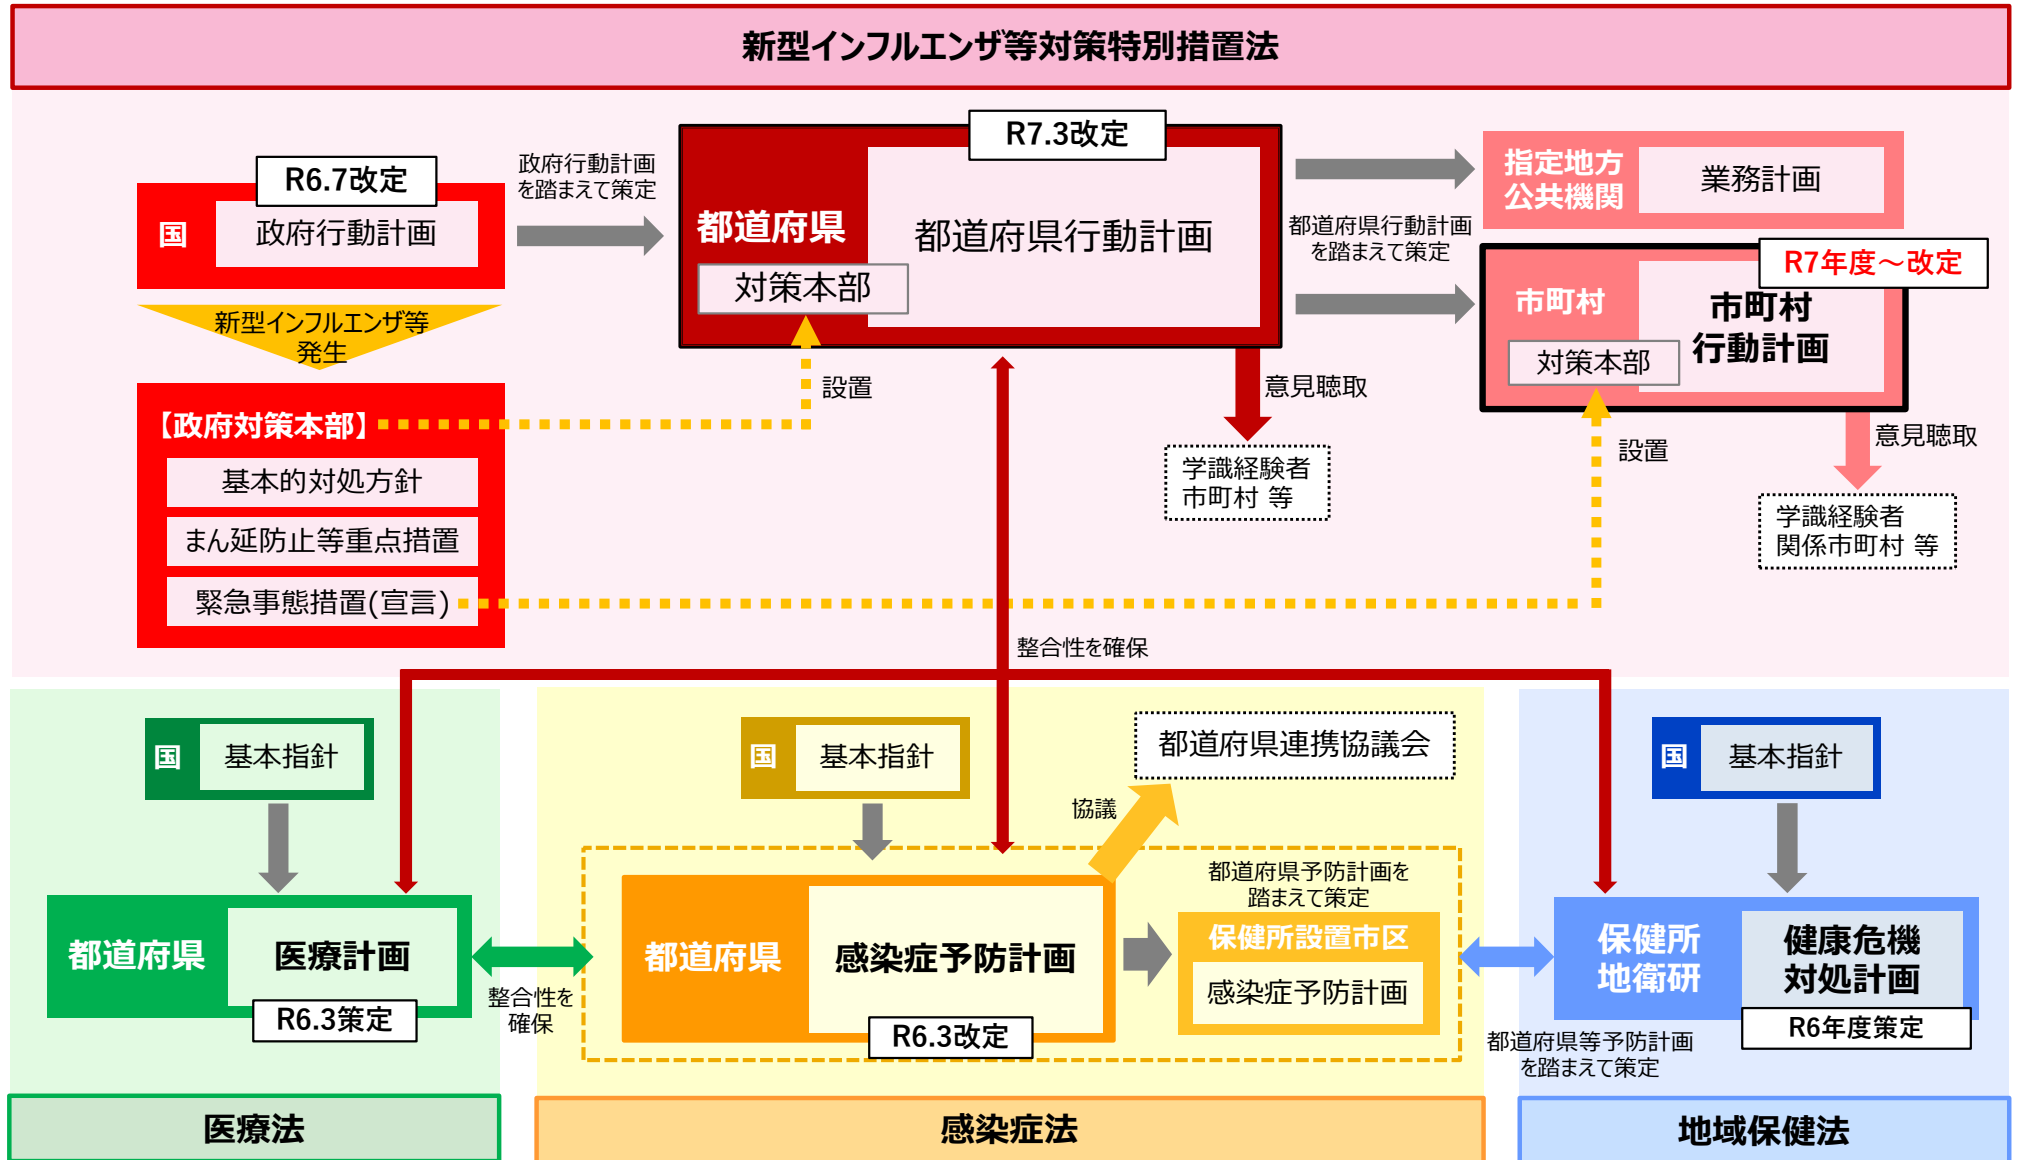 新型インフルエンザ等対策特別措置法
R6.7改定
国
政府行動計画
政府行動計画
を踏まえて策定
R7.3改定
都道府県
都道府県行動計画
対策本部
都道府県行動計画
を踏まえて策定
指定地方
公共機関
業務計画
R7年度～改定
市町村
市町村
行動計画
対策本部
新型インフルエンザ等
発生
【政府対策本部】
基本的対処方針
まん延防止等重点措置
緊急事態措置(宣言)
設置
意見聴取
学識経験者
市町村 等
設置
意見聴取
学識経験者
関係市町村 等
整合性を確保
国
基本指針
都道府県
医療計画
R6.3策定
整合性を
確保
医療法
国
基本指針
都道府県連携協議会
協議
都道府県
感染症予防計画
R6.3改定
都道府県予防計画を
踏まえて策定
保健所設置市区
感染症予防計画
感染症法
国
基本指針
保健所
地衛研
健康危機
対処計画
R6年度策定
都道府県等予防計画
を踏まえて策定
地域保健法